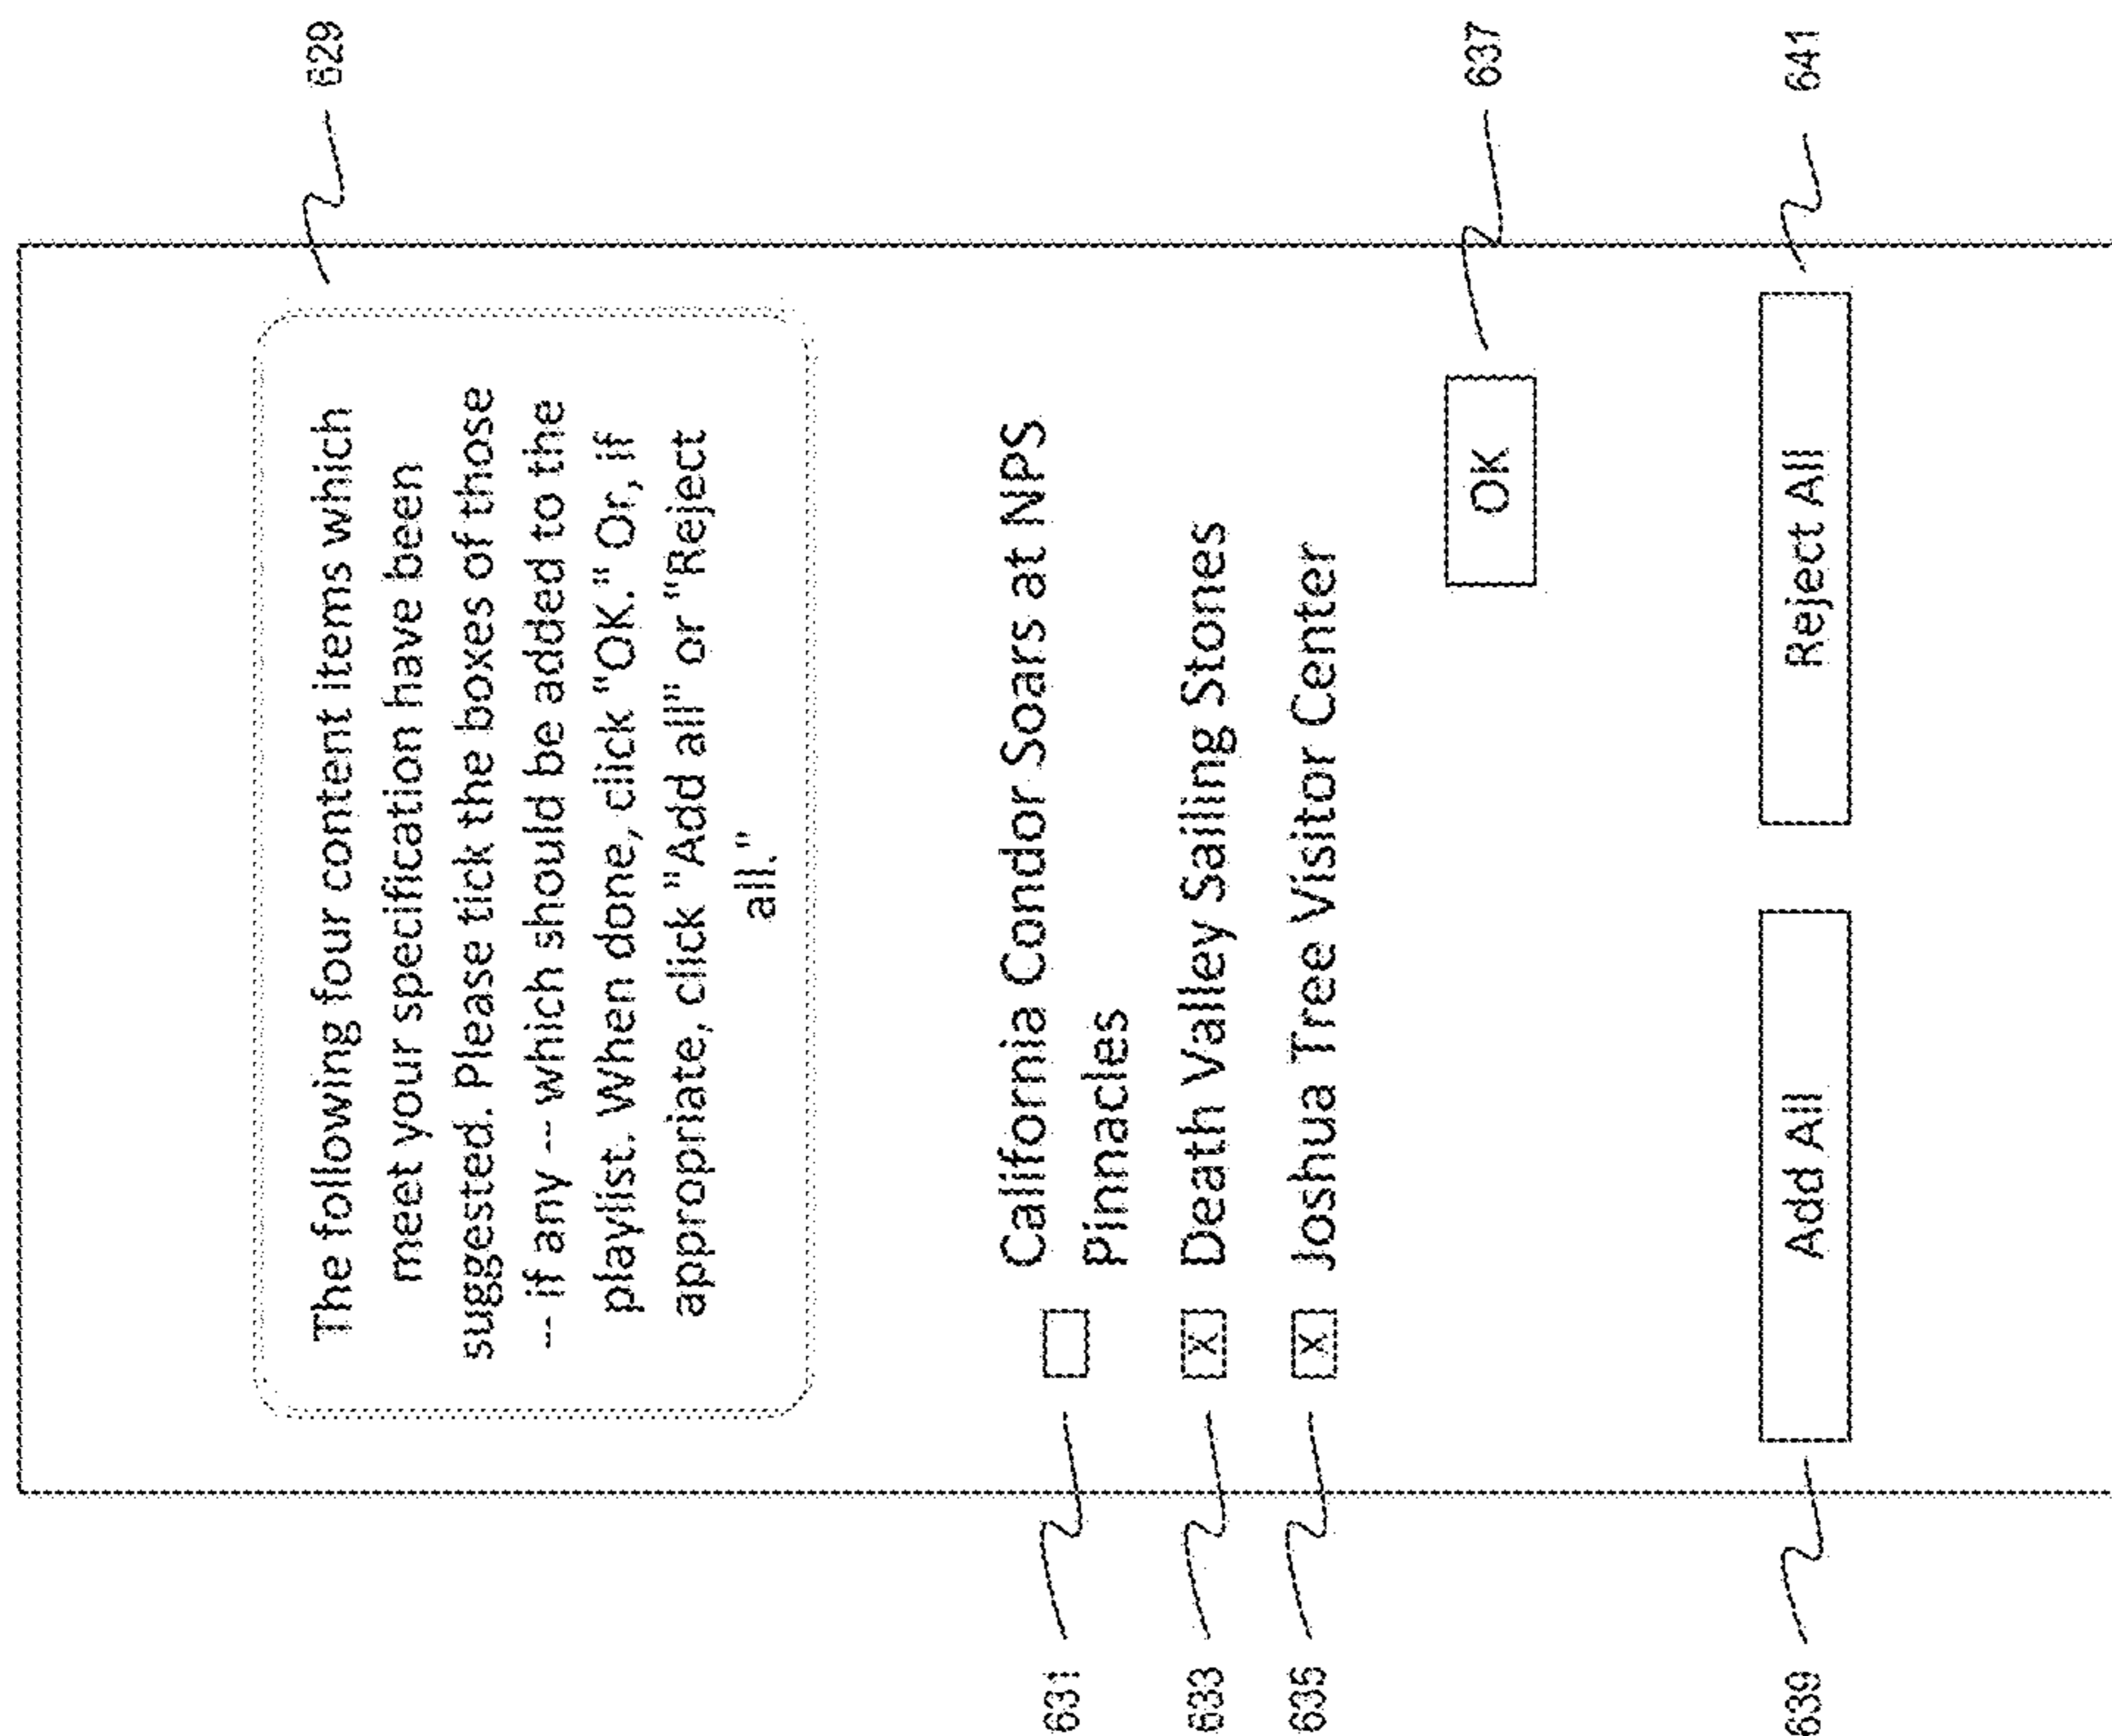 629
The following four content items which
meet your specification have been
suggested. Please tick the boxes of those
-- if any -- which should be added to the
playlist. When done, click "OK." Or, if
appropriate, click "Add all" or "Reject
all."
631
California Condor Soars at NPS
Pinnacles
633
X Death Valley Sailing Stones
635
X Joshua Tree Visitor Center
OK
637
639
Add All
Reject All
641